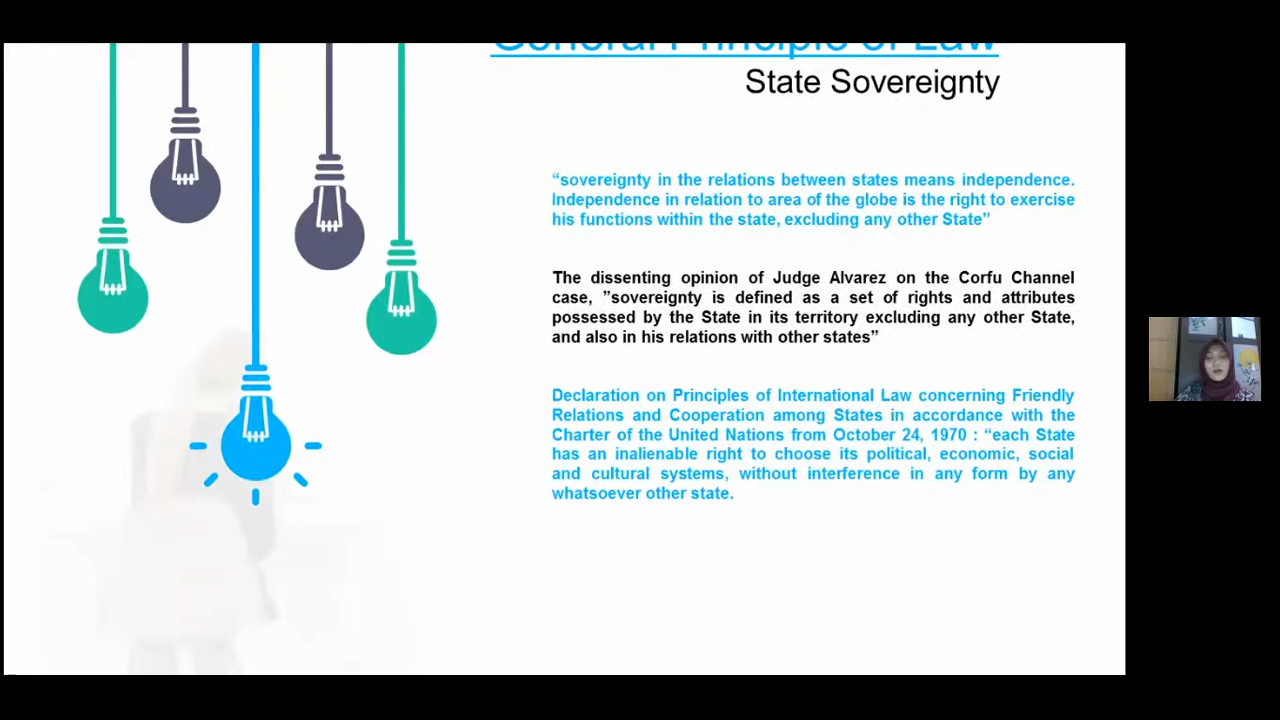 General Principle of Law
State Sovereignty
“sovereignty in the relations between states means independence.
Independence in relation to area of the globe is the right to exercise
his functions within the state, excluding any other State”
The dissenting opinion of Judge Alvarez on the Corfu Channel
case, ”sovereignty is defined as a set of rights and attributes
possessed by the State in its territory excluding any other State,
and also in his relations with other states”
Declaration on Principles of International Law concerning Friendly
Relations and Cooperation among States in accordance with the
Charter of the United Nations from October 24, 1970 : “each State
has an inalienable right to choose its political, economic, social
and cultural systems, without interference in any form by any
whatsoever other state.